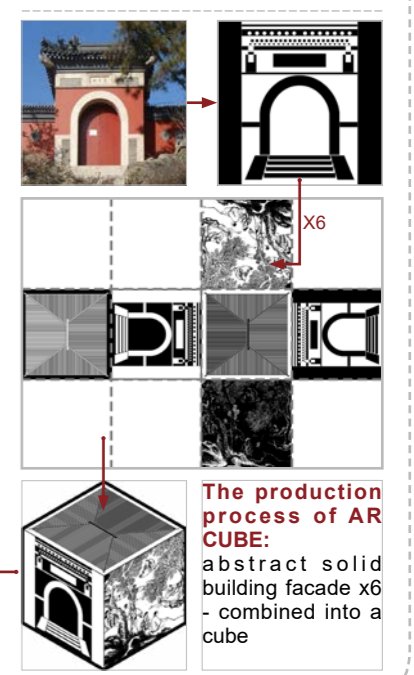 X6
The production
process of AR
CUBE:
abstract solid
building facade x6
- combined into a
cube